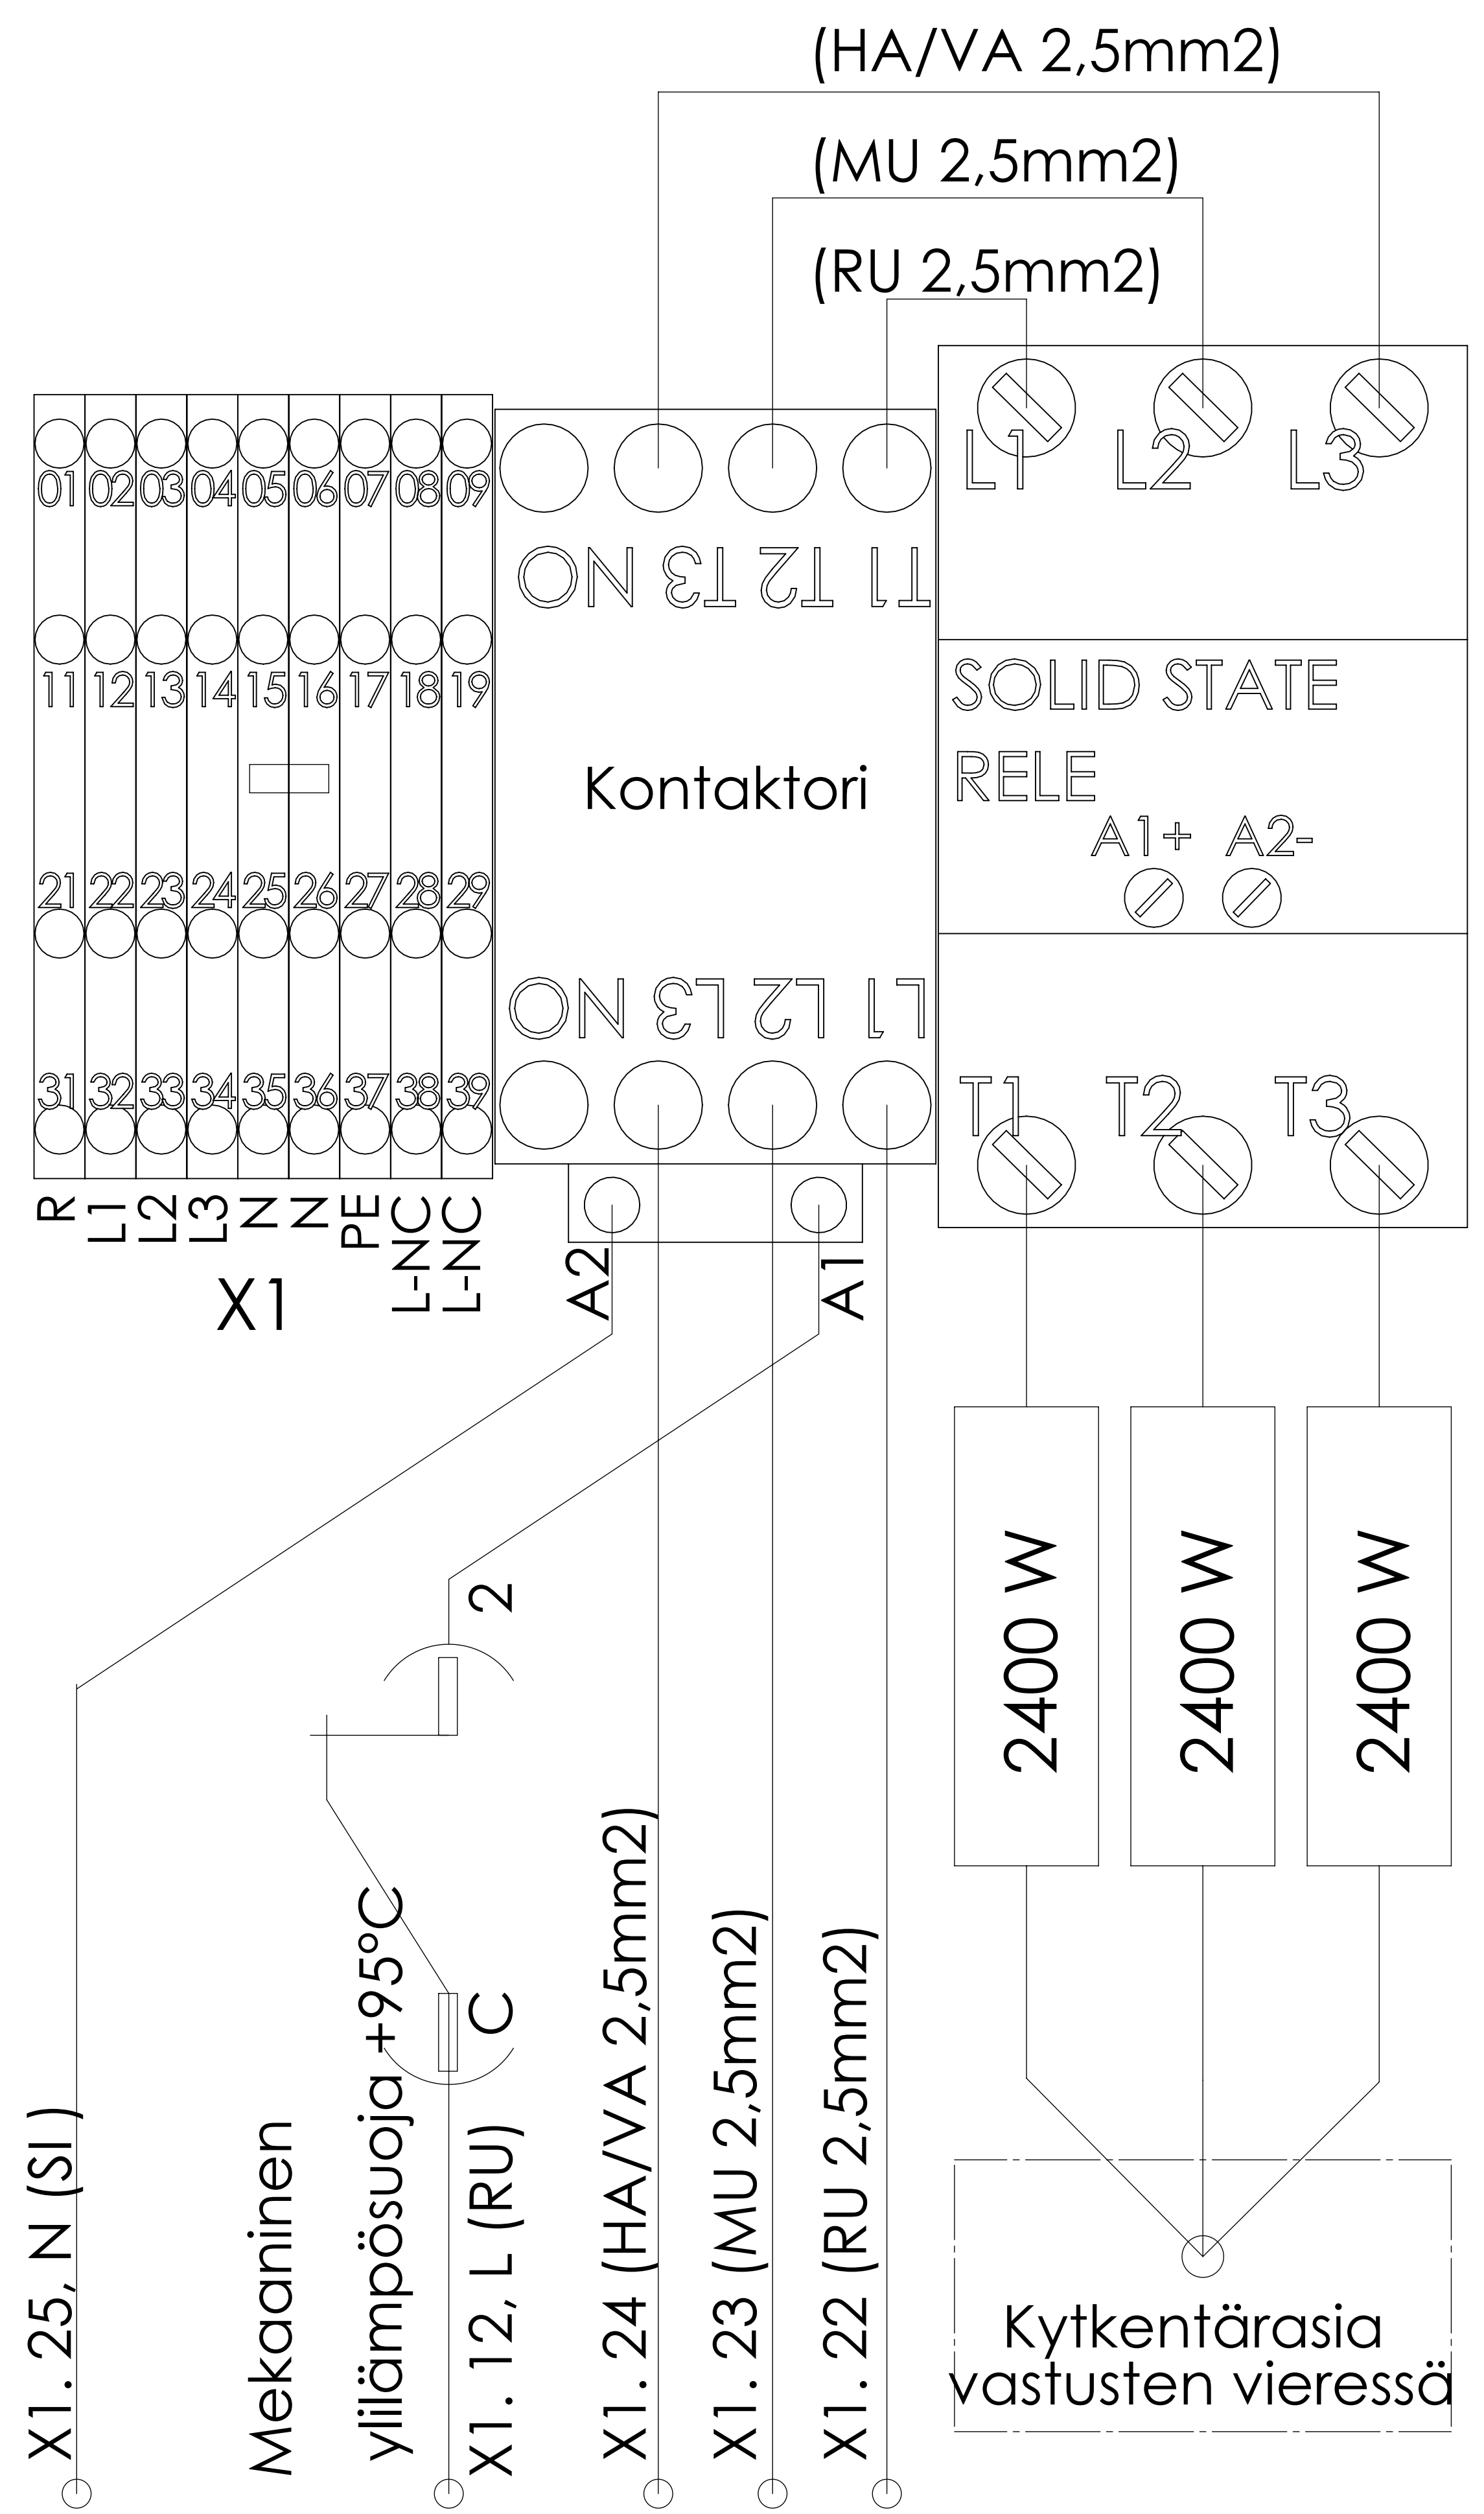 (HA/VA 2,5mm2)
(MU 2,5mm2)
(RU 2,5mm2)
L1 L2 L3
01 02 03 04 05 06 07 08 09
NO T3 T2 T1
11 12 13 14 15 16 17 18 19
SOLID STATE
RELE
Kontaktori
A1+ A2-
21 22 23 24 25 26 27 28 29
NO L3 L2 L1
31 32 33 34 35 36 37 38 39
T1 T2 T3
R L1 L2 L3 N N PE L-NC L-NC
X1
A2 A1
2
2400 W
2400 W
2400 W
C
X1. 25, N (SI)
Mekaaninen
Ylilämpösuoja +95°C
X1. 12, L (RU)
X1. 24 (HA/VA 2,5mm2)
X1. 23 (MU 2,5mm2)
X1. 22 (RU 2,5mm2)
Kytkentärasia
vastusten vieressä